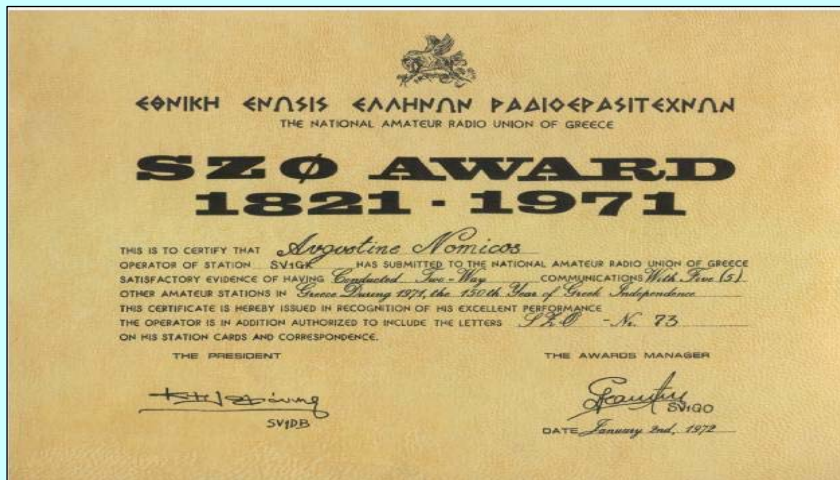 ΕΘΝΙΚΗ ΕΝΩΣΙΣ ΕΛΛΗΝΩΝ ΡΑΔΙΟΕΡΑΣΙΤΕΧΝΩΝ
THE NATIONAL AMATEUR RADIO UNION OF GREECE
SZØ AWARD
1821 - 1971
THIS IS TO CERTIFY THAT Avgostine Nomicos
OPERATOR OF STATION SV1GK HAS SUBMITTED TO THE NATIONAL AMATEUR RADIO UNION OF GREECE
SATISFACTORY EVIDENCE OF HAVING Conducted Two-Way COMMUNICATIONS With Five (5)
OTHER AMATEUR STATIONS IN Greece During 1971, the 150th Year of Greek Independence
THIS CERTIFICATE IS HEREBY ISSUED IN RECOGNITION OF HIS EXCELLENT PERFORMANCE
THE OPERATOR IS IN ADDITION AUTHORIZED TO INCLUDE THE LETTERS SZØ - Nr. 73
ON HIS STATION CARDS AND CORRESPONDENCE.
THE PRESIDENT THE AWARDS MANAGER
SV1DB
SV1GO
DATE January 2nd, 1972